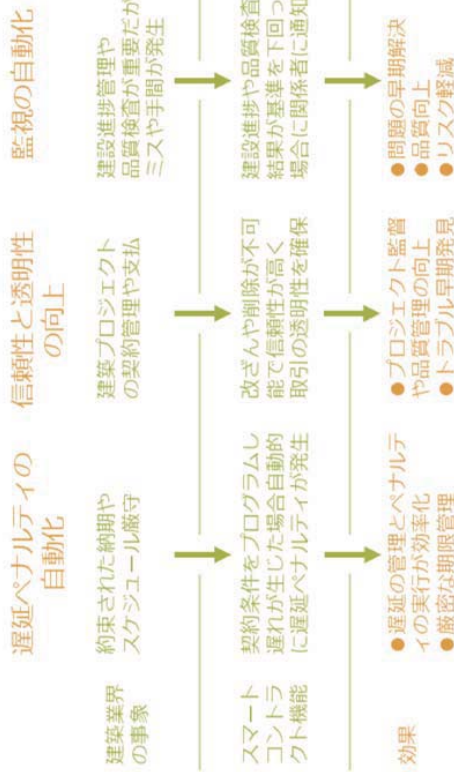 遅延ペナルティの
自動化
信頼性と透明性
の向上
監視の自動化
建築業界
の事象
約束された納期や
スケジュール厳守
建築プロジェクト
の契約管理や支払
建設進捗管理や
品質検査が重要だが
ミスや手間が発生
スマート
コントラ
クト機能
契約条件をプログラムし
遅れが生じた場合自動的
に遅延ペナルティが発生
改ざんや削除が不可
能で信頼性が高く
取引の透明性を確保
建設進捗や品質検査
結果が基準を下回っ
場合に関係者に通知
効果
● 遅延の管理とペナルテ
ィの実行が効率化
● 厳密な期限管理
● プロジェクト監督
や品質管理の向上
● トラブル早期発見
● 問題の早期解決
● 品質向上
● リスク軽減